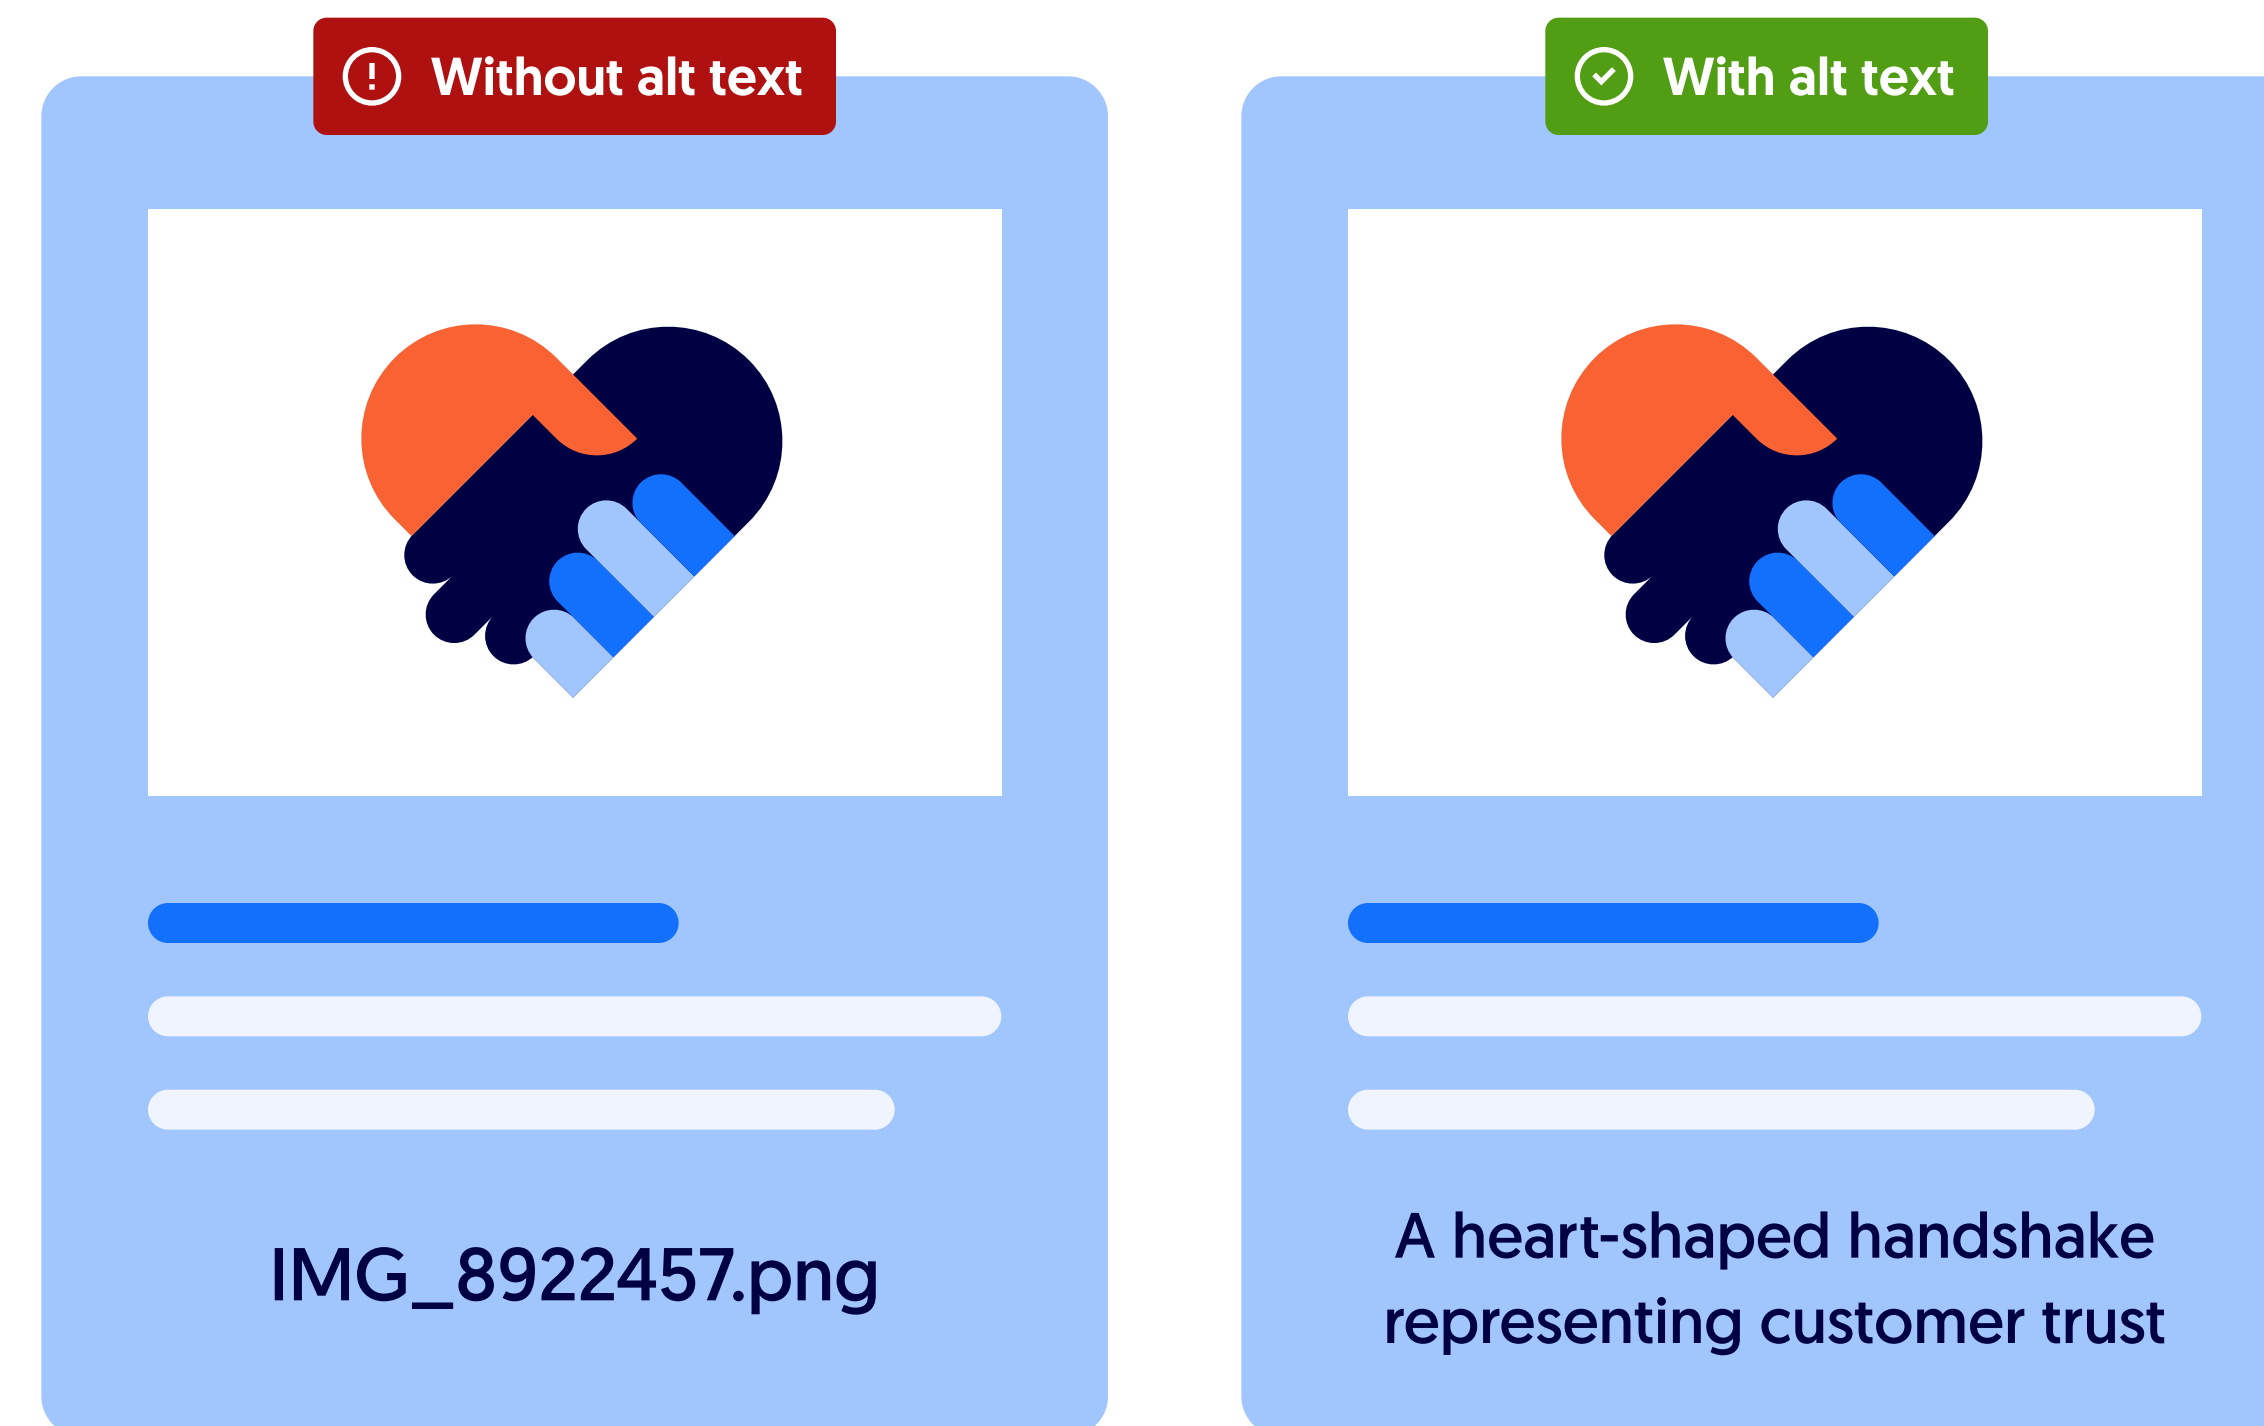 Without alt text
IMG_8922457.png
With alt text
A heart-shaped handshake
representing customer trust